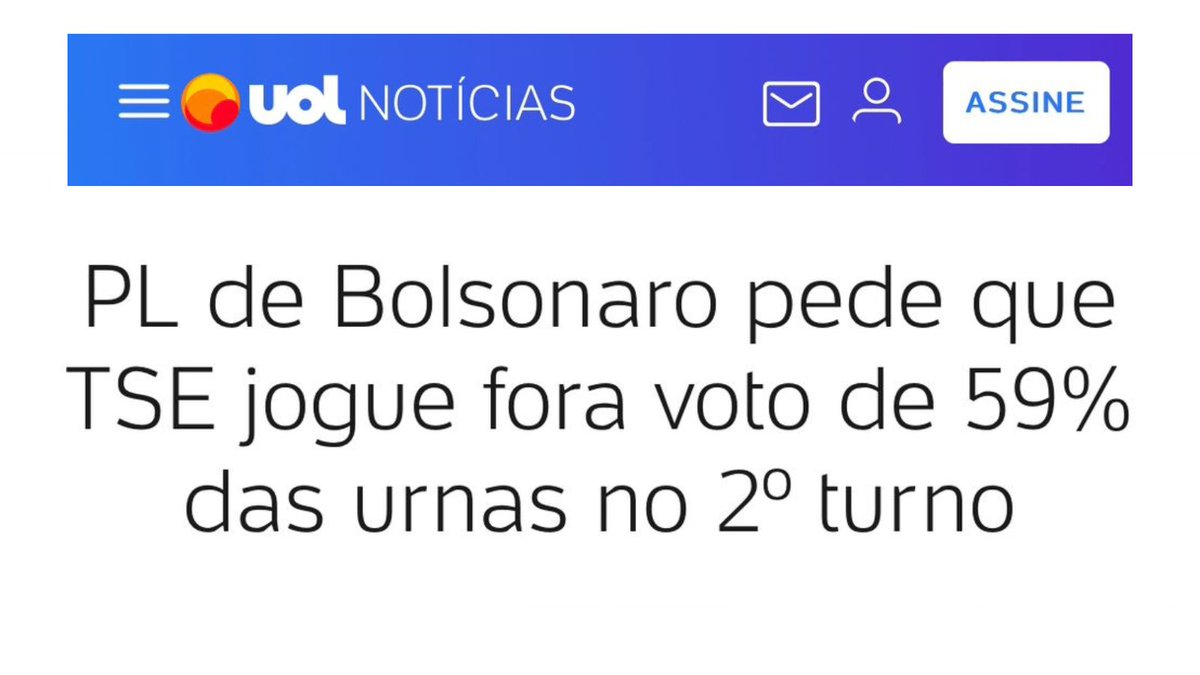 uol NOTÍCIAS
ASSINE
PL de Bolsonaro pede que
TSE jogue fora voto de 59%
das urnas no 2º turno